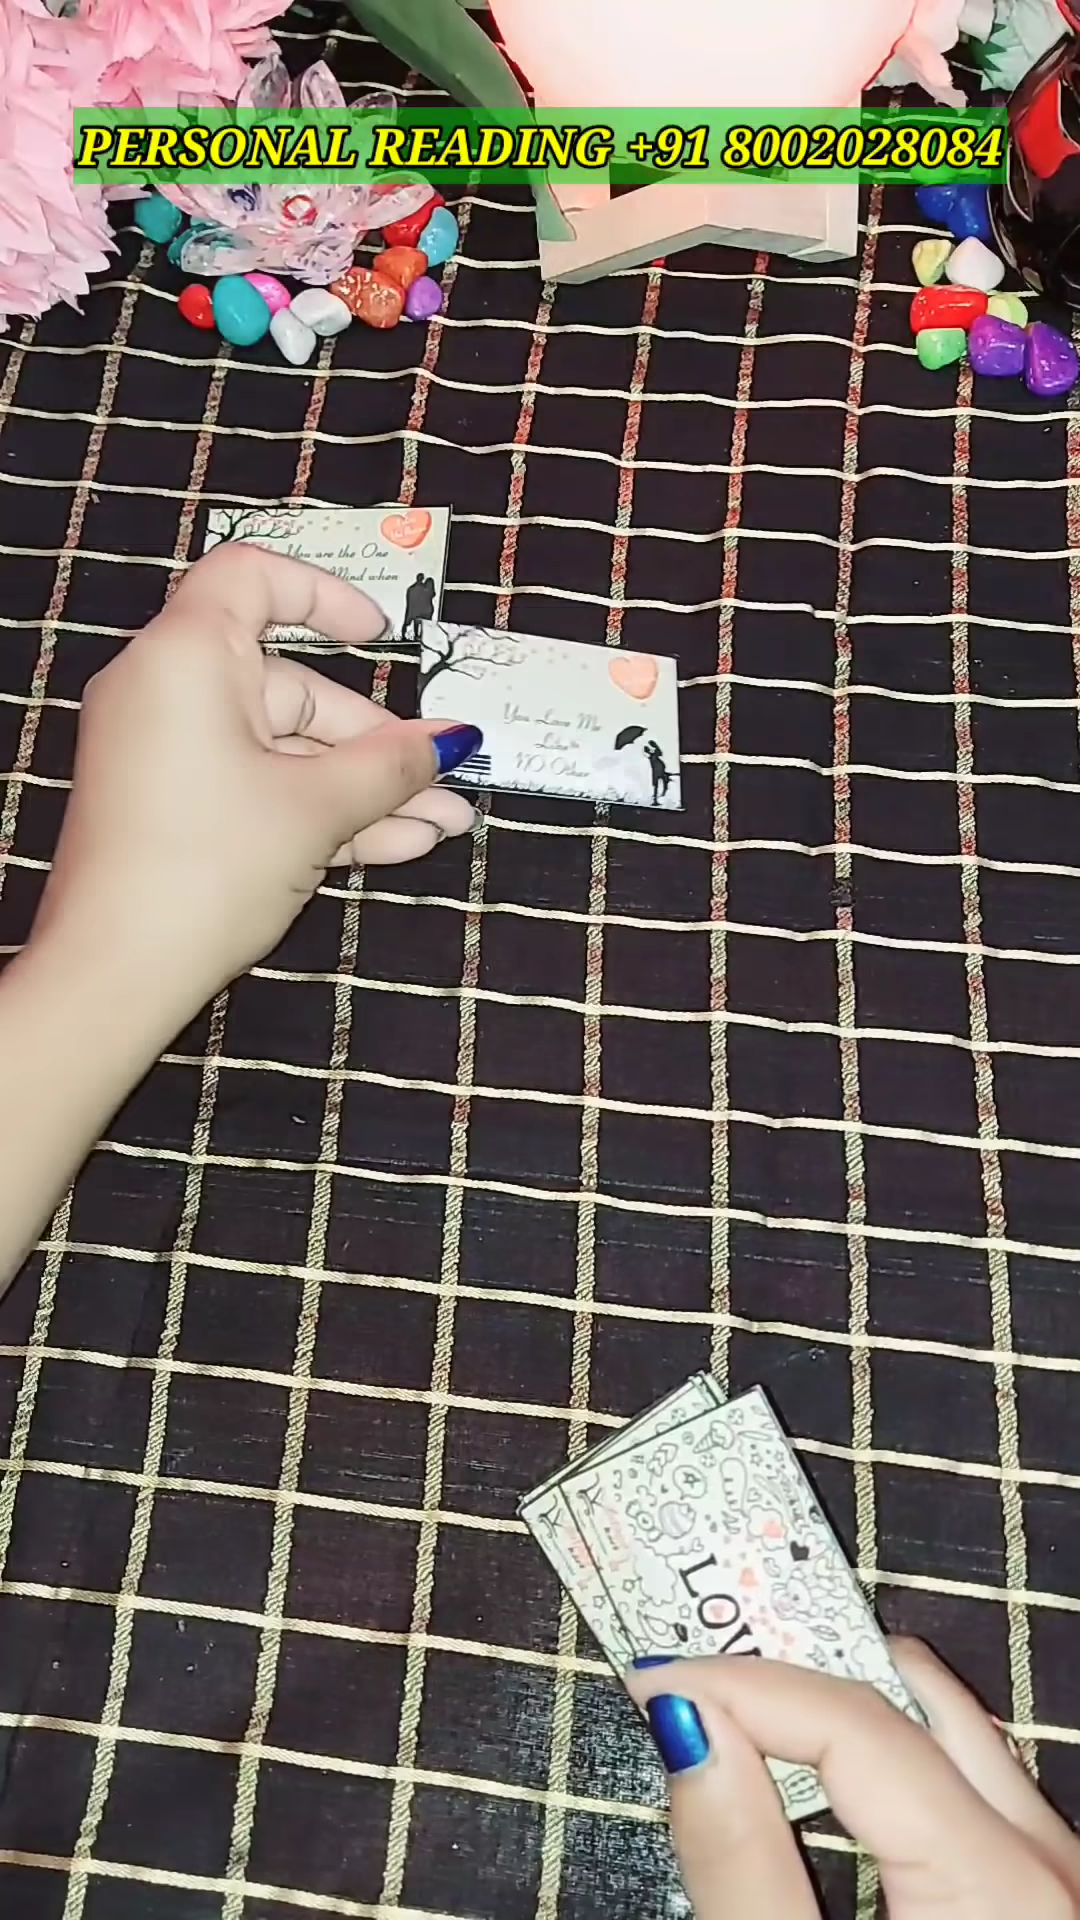 PERSONAL READING +91 8002028084
You are the One
Mind when
You Love Me
Like
NO Other
LOV